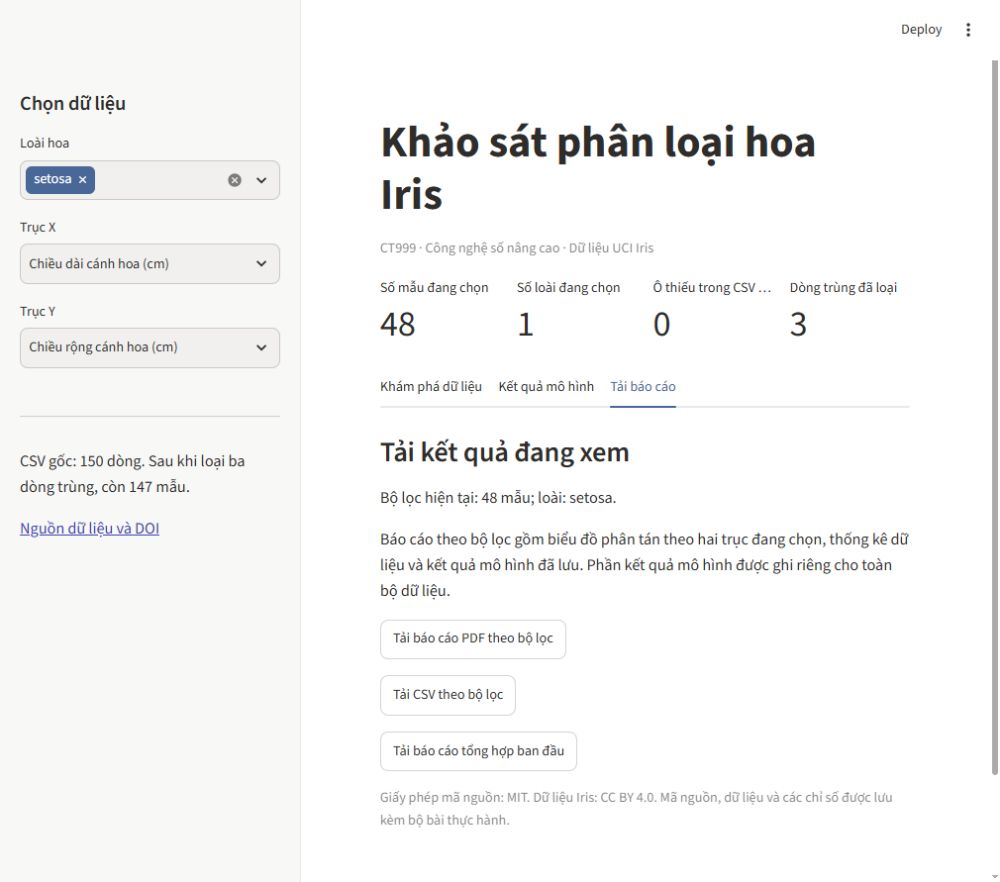 Deploy
Chọn dữ liệu
Loài hoa
setosa
Trục X
Chiều dài cánh hoa (cm)
Trục Y
Chiều rộng cánh hoa (cm)
CSV gốc: 150 dòng. Sau khi loại ba
dòng trùng, còn 147 mẫu.
Nguồn dữ liệu và DOI
Khảo sát phân loại hoa
Iris
CT999 · Công nghệ số nâng cao · Dữ liệu UCI Iris
Số mẫu đang chọn
48
Số loài đang chọn
1
Ô thiếu trong CSV …
0
Dòng trùng đã loại
3
Khám phá dữ liệu
Kết quả mô hình
Tải báo cáo
Tải kết quả đang xem
Bộ lọc hiện tại: 48 mẫu; loài: setosa.
Báo cáo theo bộ lọc gồm biểu đồ phân tán theo hai trục đang chọn, thống kê dữ
liệu và kết quả mô hình đã lưu. Phần kết quả mô hình được ghi riêng cho toàn
bộ dữ liệu.
Tải báo cáo PDF theo bộ lọc
Tải CSV theo bộ lọc
Tải báo cáo tổng hợp ban đầu
Giấy phép mã nguồn: MIT. Dữ liệu Iris: CC BY 4.0. Mã nguồn, dữ liệu và các chỉ số được lưu
kèm bộ bài thực hành.